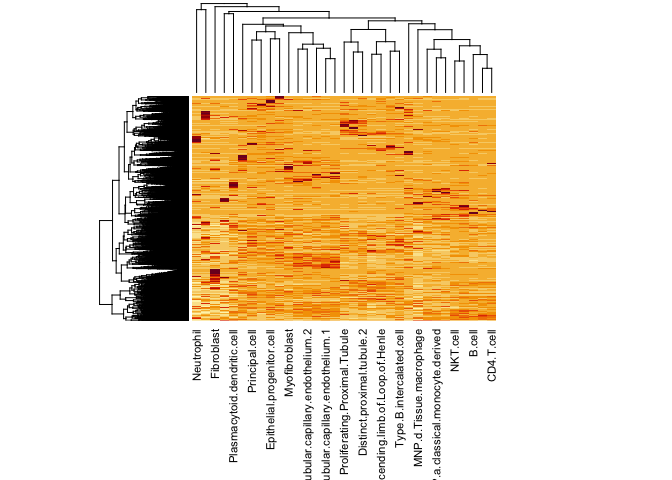 Neutrophil
Fibroblast
Plasmacytoid.dendritic.cell
Principal.cell
Epithelial.progenitor.cell
Myofibroblast
ubular.capillary.endothelium.2
ubular.capillary.endothelium.1
Proliferating.Proximal.Tubule
Distinct.proximal.tubule.2
cending.limb.of.Loop.of.Henle
Type.B.intercalated.cell
MNP.d.Tissue.macrophage
.a.classical.monocyte.derived
NKT.cell
B.cell
CD4.T.cell